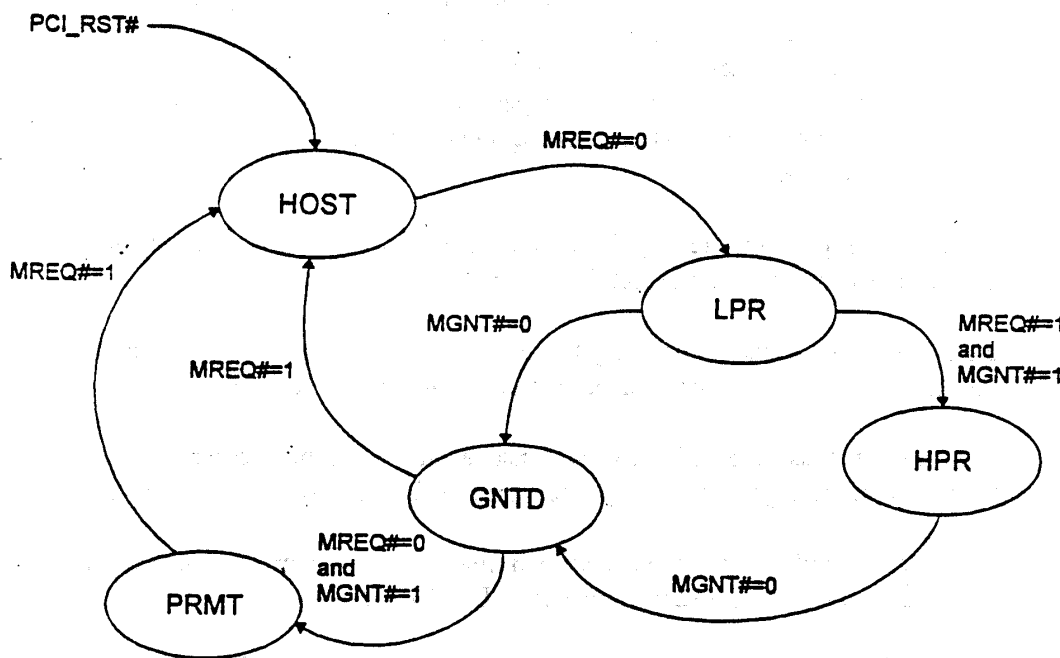 PCI_RST#
MREQ#=0
HOST
MREQ#=1
LPR
MGNT#=0
MREQ#=1
and
MGNT#=1
MREQ#=1
HPR
GNTD
MREQ#=0
and
MGNT#=1
MGNT#=0
PRMT